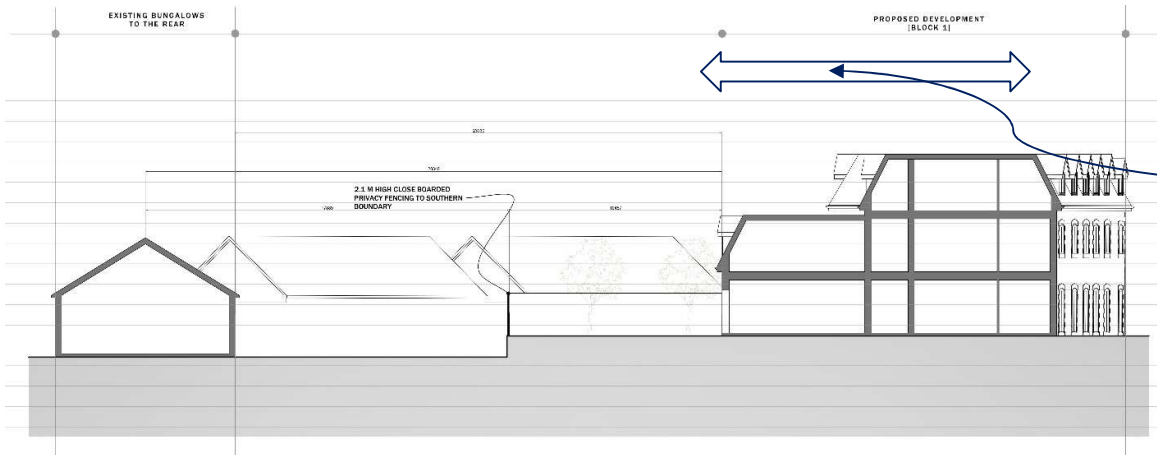 EXISTING BUNGALOWS
TO THE REAR
PROPOSED DEVELOPMENT
[BLOCK 1]
2.1 M HIGH CLOSE BOARDED
PRIVACY FENCING TO SOUTHERN
BOUNDARY